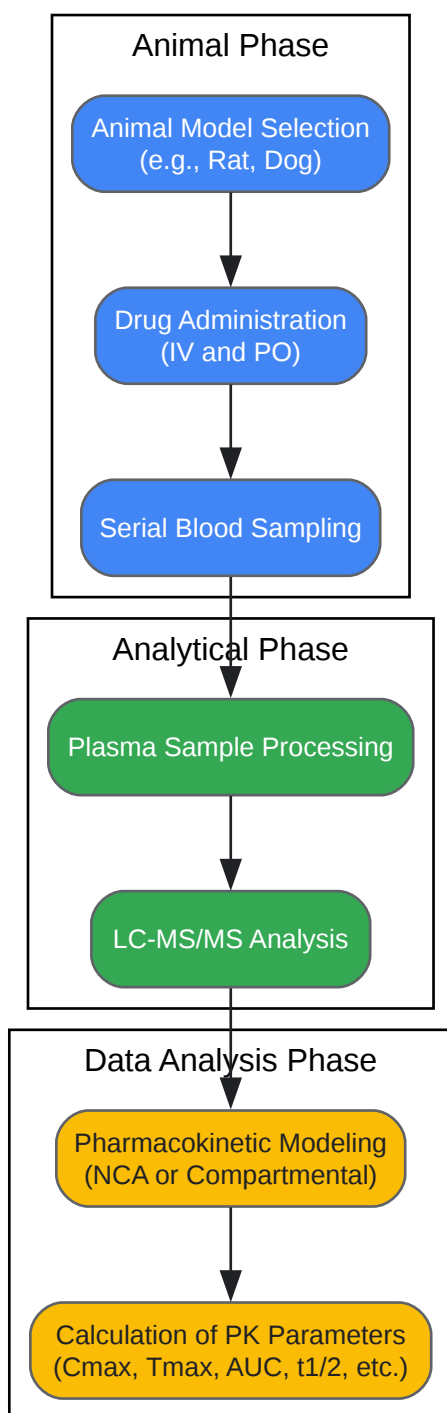 Animal Phase
Animal Model Selection
(e.g., Rat, Dog)
Drug Administration
(IV and PO)
Serial Blood Sampling
Analytical Phase
Plasma Sample Processing
LC-MS/MS Analysis
Data Analysis Phase
Pharmacokinetic Modeling
(NCA or Compartmental)
Calculation of PK Parameters
(Cmax, Tmax, AUC, t1/2, etc.)